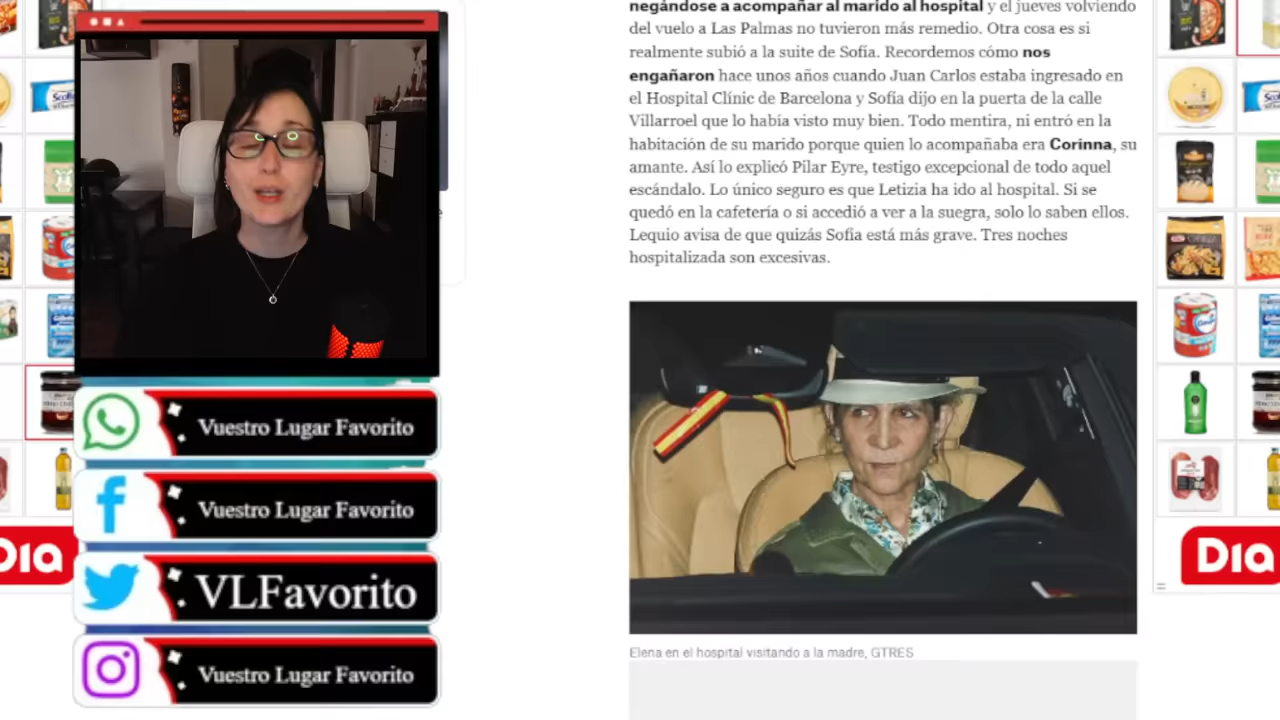 negándose a acompañar al marido al hospital y el jueves volviendo
del vuelo a Las Palmas no tuvieron más remedio. Otra cosa es si
realmente subió a la suite de Sofía. Recordemos cómo nos
engañaron hace unos años cuando Juan Carlos estaba ingresado en
el Hospital Clínic de Barcelona y Sofía dijo en la puerta de la calle
Villarroel que lo había visto muy bien. Todo mentira, ni entró en la
habitación de su marido porque quien lo acompañaba era Corinna, su
amante. Así lo explicó Pilar Eyre, testigo excepcional de todo aquel
escándalo. Lo único seguro es que Letizia ha ido al hospital. Si se
quedó en la cafetería o si accedió a ver a la suegra, solo lo saben ellos.
Lequio avisa de que quizás Sofía está más grave. Tres noches
hospitalizada son excesivas.
Elena en el hospital visitando a la madre, GTRES
Vuestro Lugar Favorito
Vuestro Lugar Favorito
VLFavorito
Vuestro Lugar Favorito
Dia
Dia